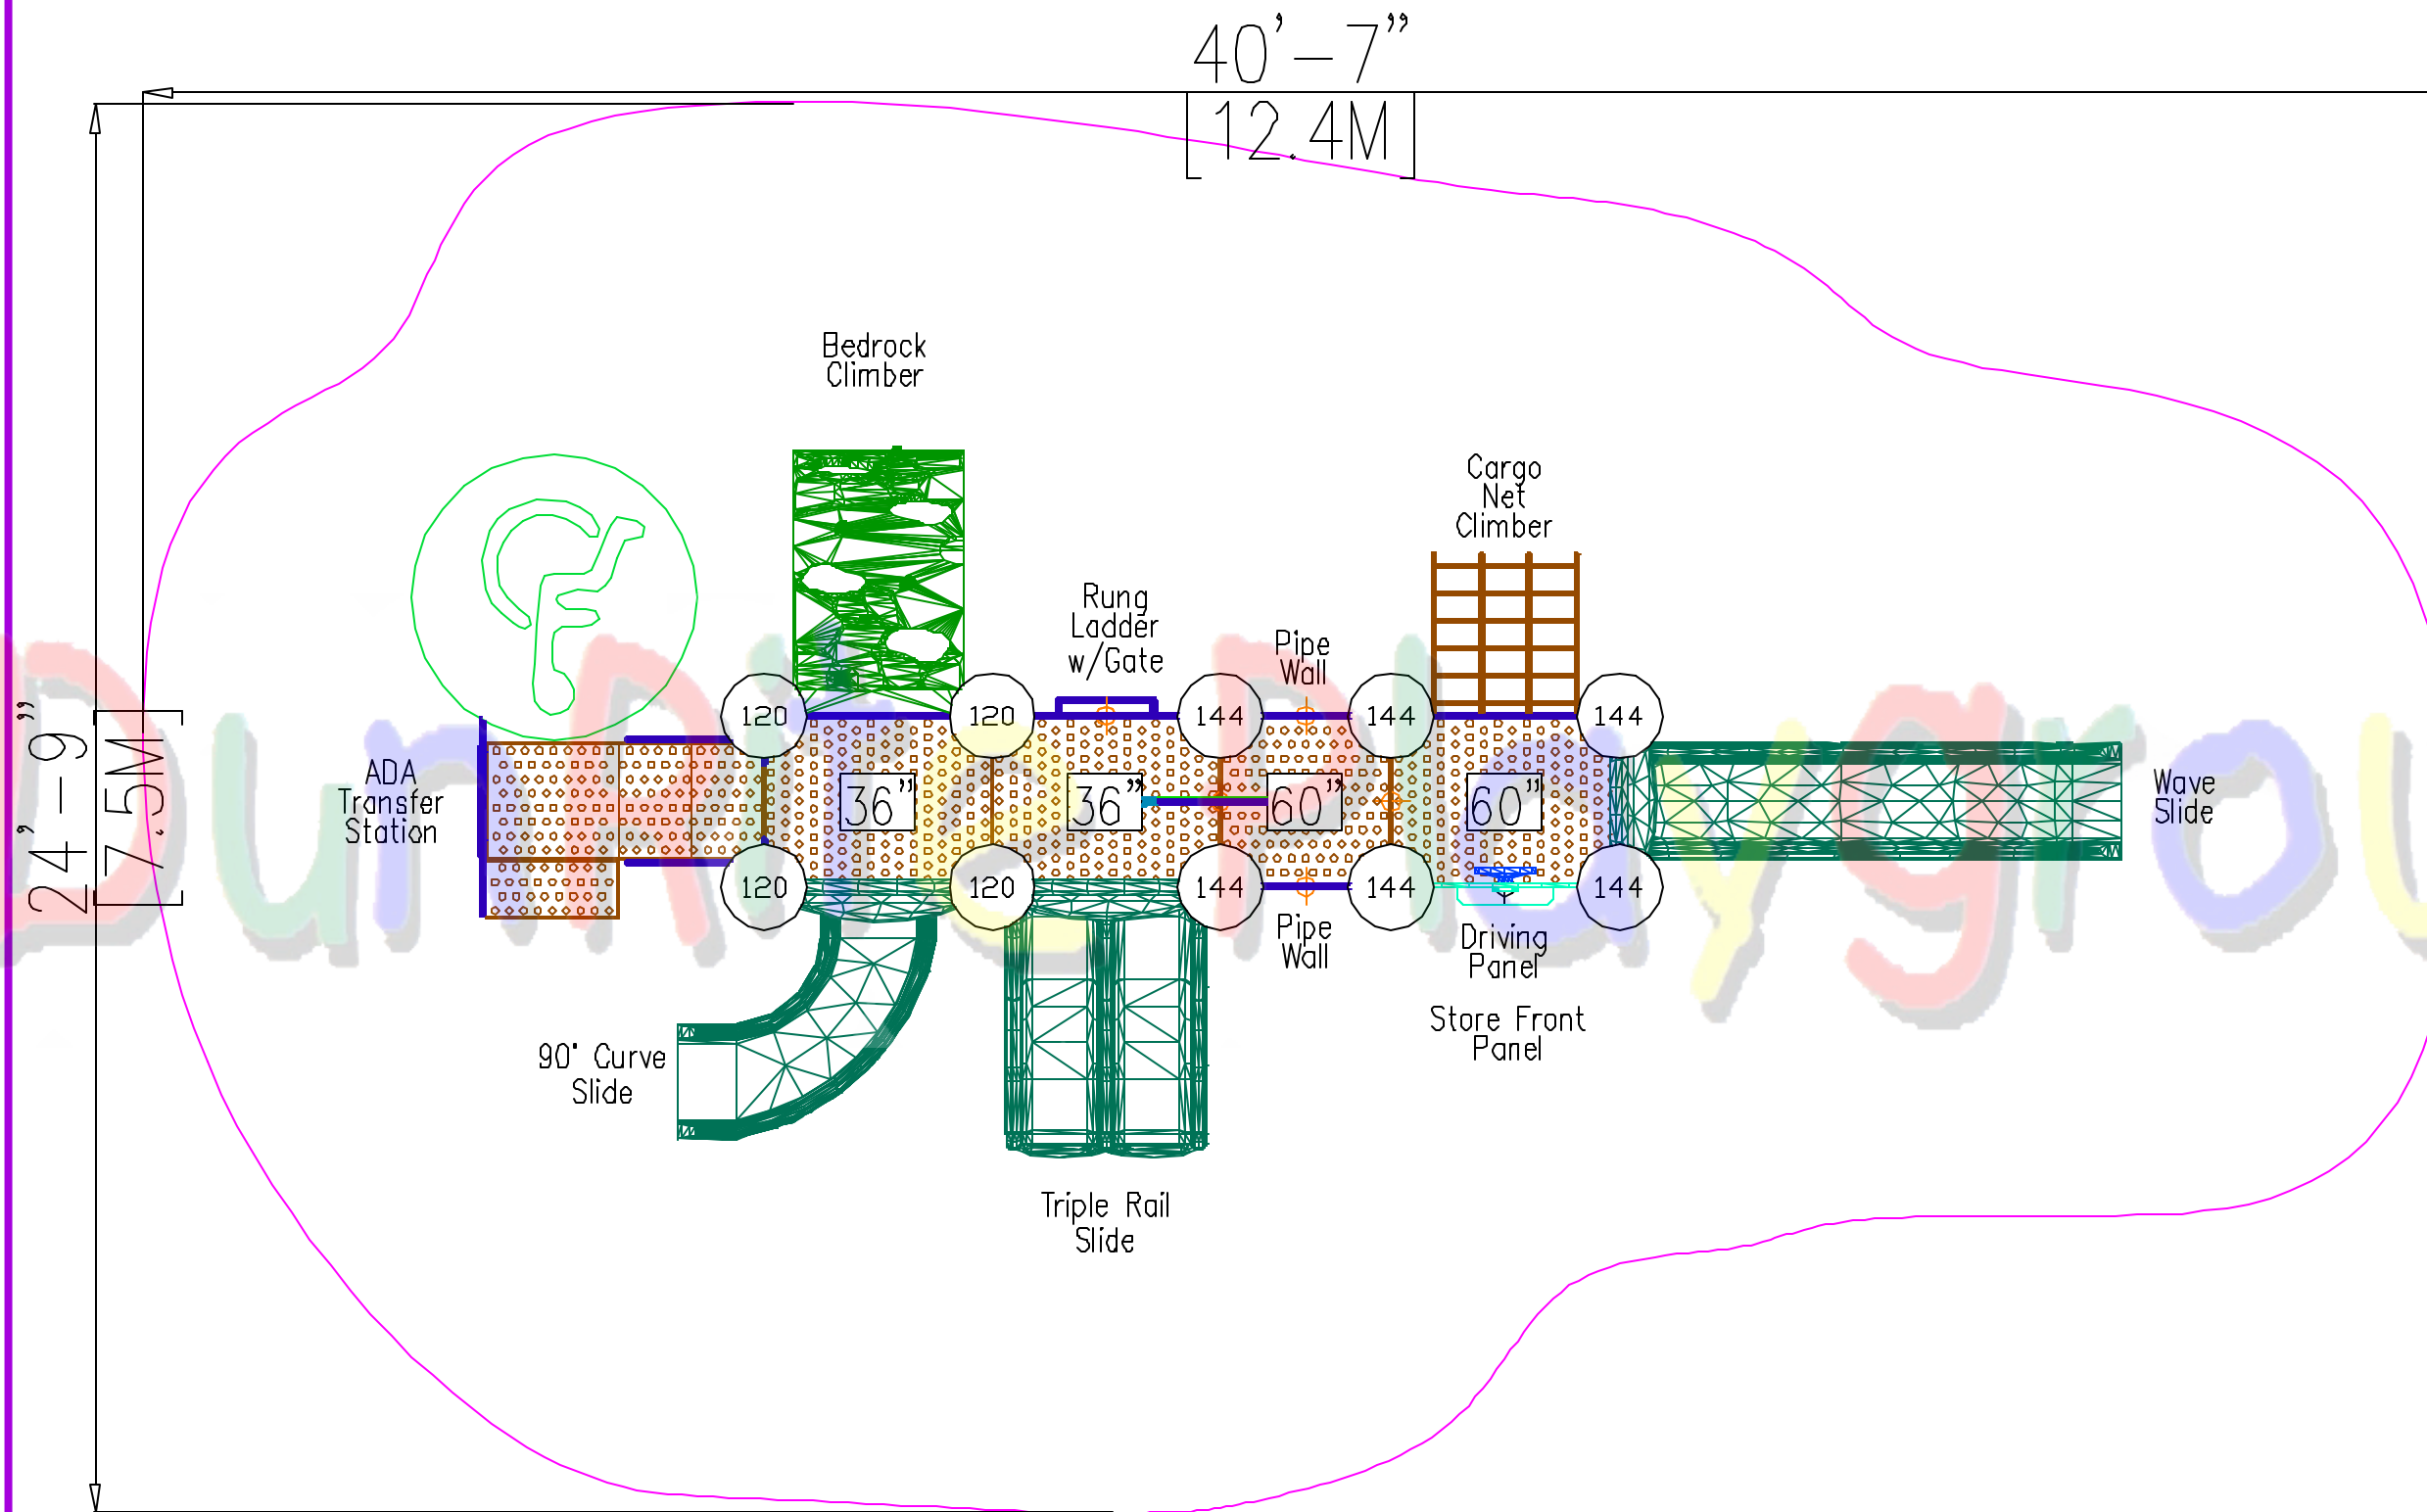 40'-7"
[12.4M]
24'-9"
[7.5M]
Bedrock
Climber
Cargo
Net
Climber
Rung
Ladder
w/Gate
Pipe
Wall
120
120
144
144
144
ADA
Transfer
Station
36"
36"
60"
60"
Wave
Slide
120
120
144
144
144
Pipe
Wall
Driving
Panel
Store Front
Panel
90° Curve
Slide
Triple Rail
Slide